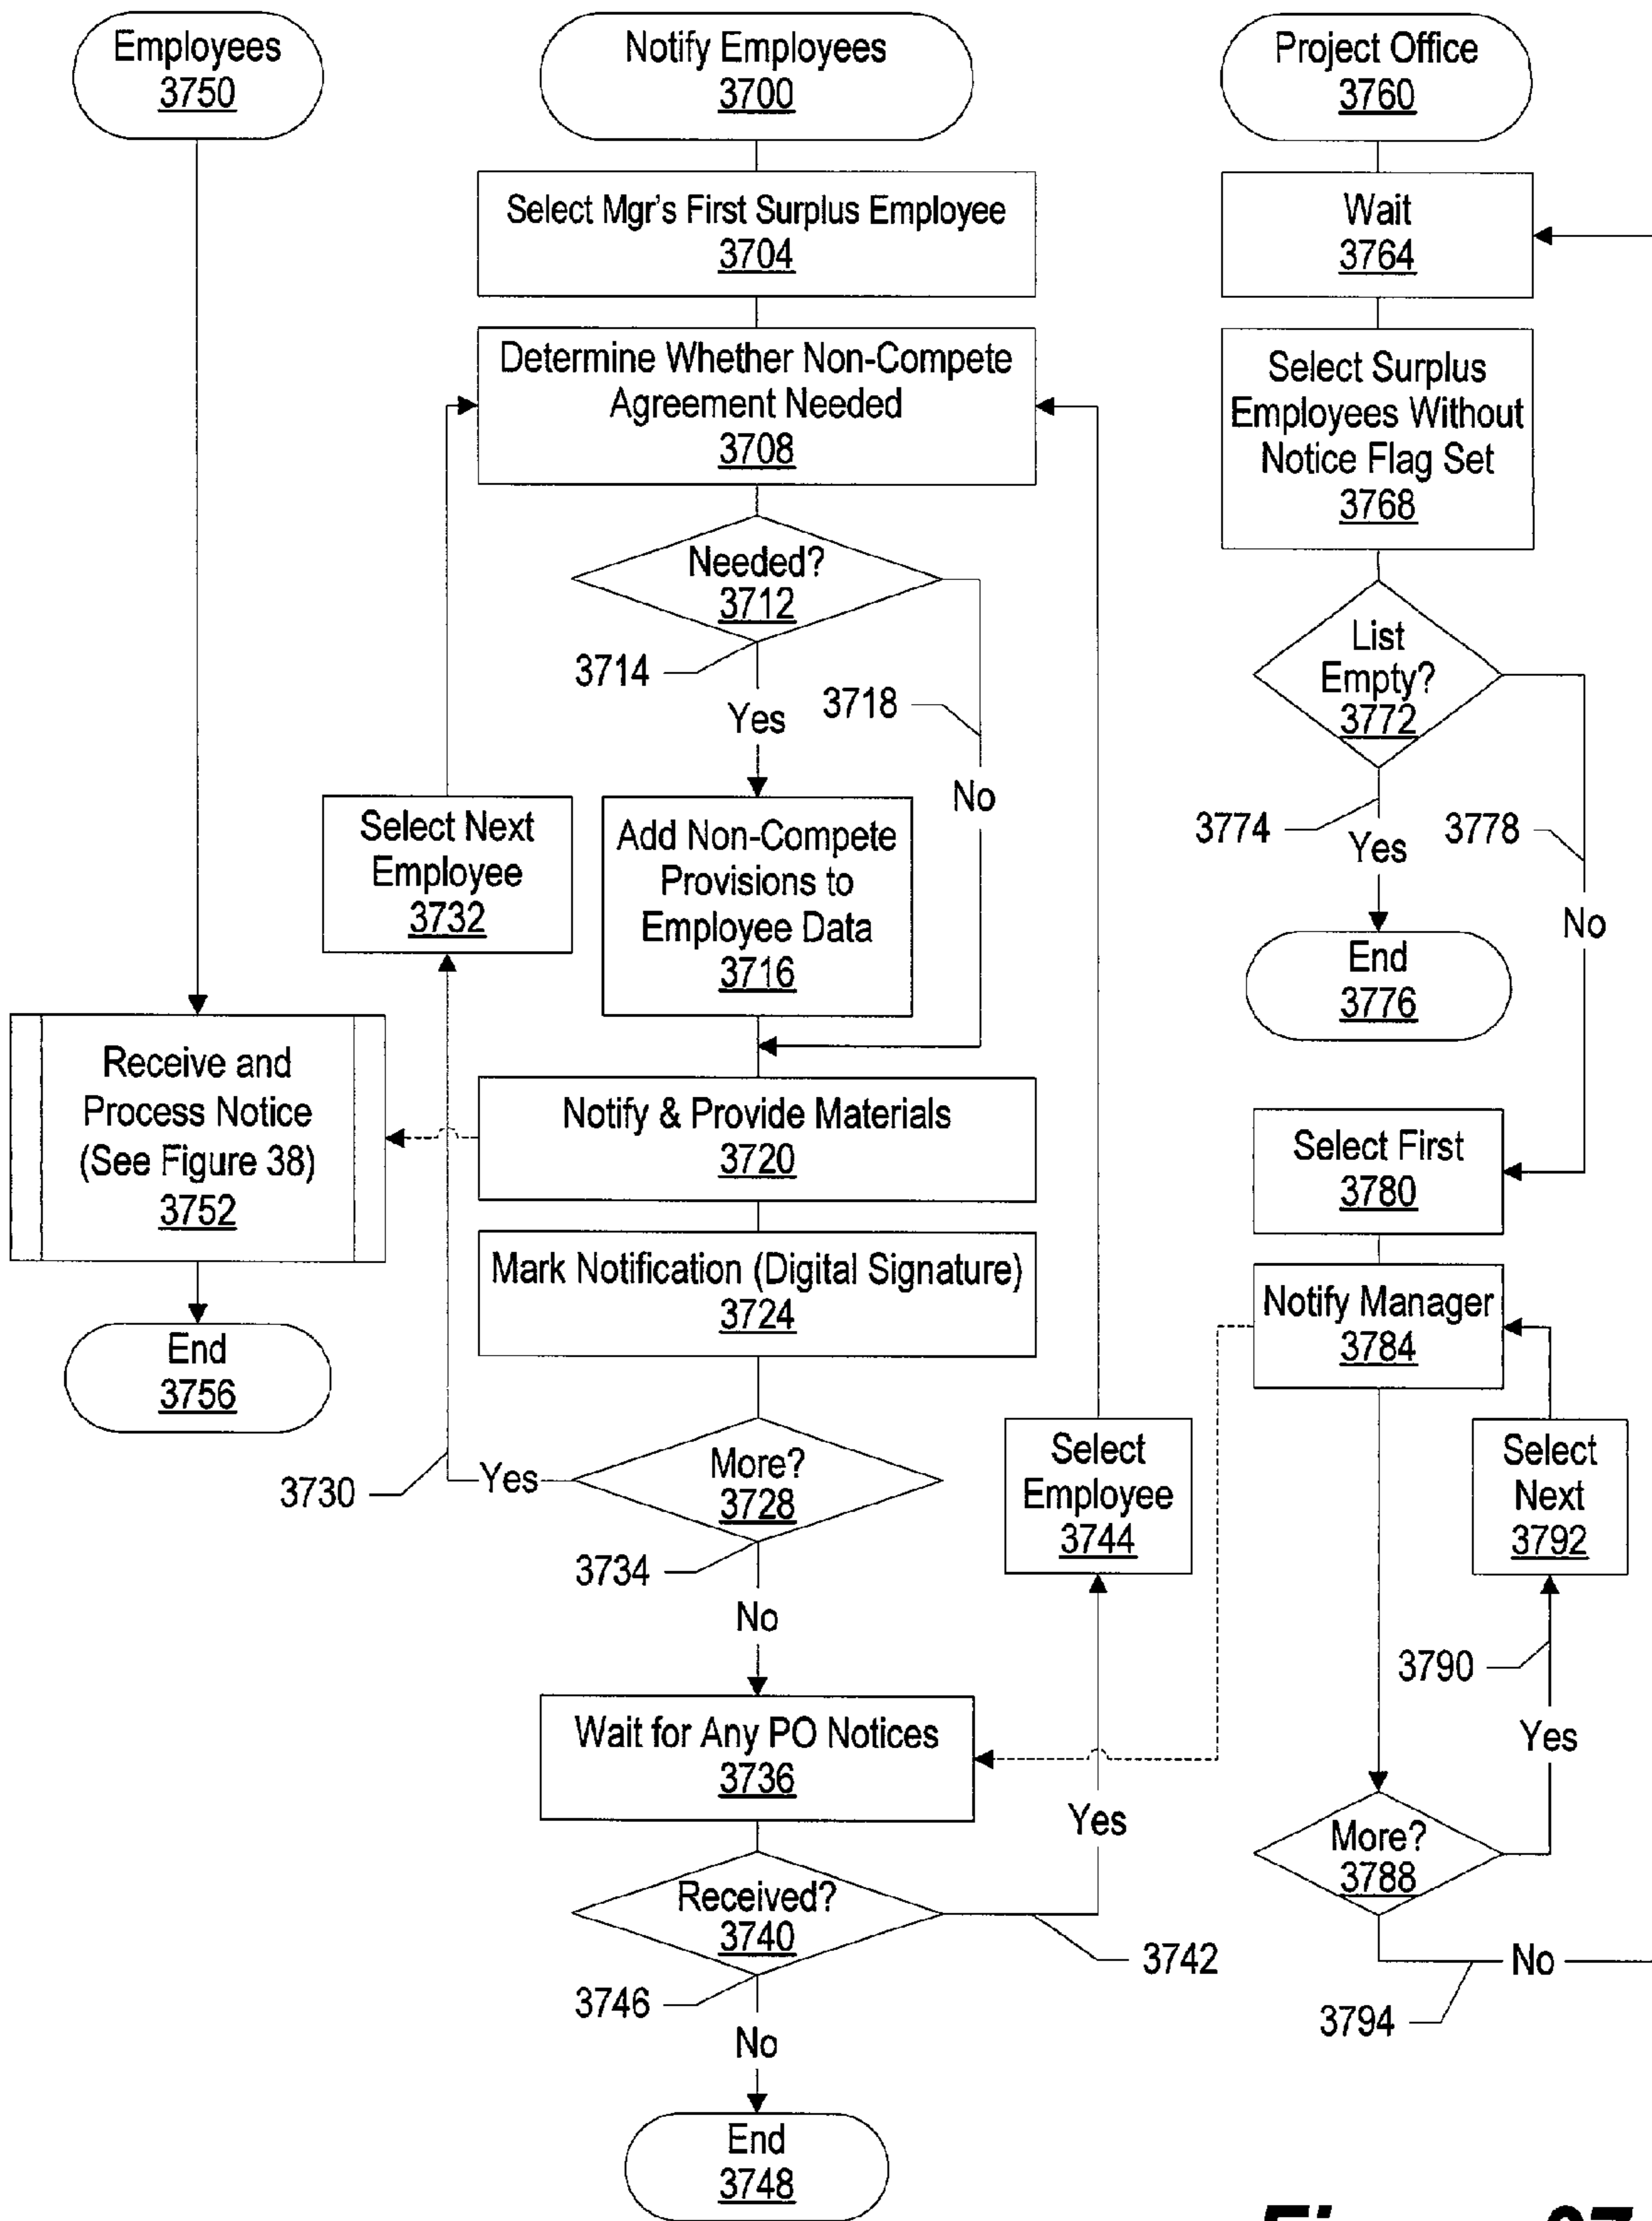 Employees
3750
Notify Employees
3700
Project Office
3760
Select Mgr's First Surplus Employee
3704
Wait
3764
Determine Whether Non-Compete
Agreement Needed
3708
Select Surplus
Employees Without
Notice Flag Set
3768
Needed?
3712
3714
Yes
3718
No
List
Empty?
3772
3774
Yes
3778
No
Select Next
Employee
3732
Add Non-Compete
Provisions to
Employee Data
3716
End
3776
Receive and
Process Notice
(See Figure 38)
3752
Notify & Provide Materials
3720
Select First
3780
Mark Notification (Digital Signature)
3724
Notify Manager
3784
End
3756
More?
3728
3730
Yes
3734
No
Select
Employee
3744
Select
Next
3792
3790
Yes
Wait for Any PO Notices
3736
Yes
More?
3788
Received?
3740
3742
No
3794
3746
No
End
3748